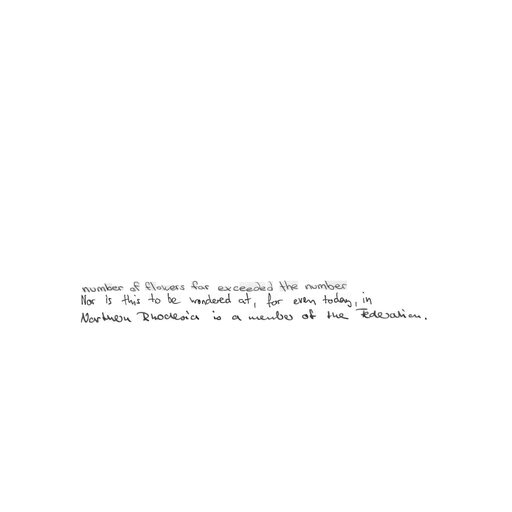 number of flowers far exceeded the number
Nor is this to be wondered at, for even today, in
Northern Rhodesia is a member of the Federation.